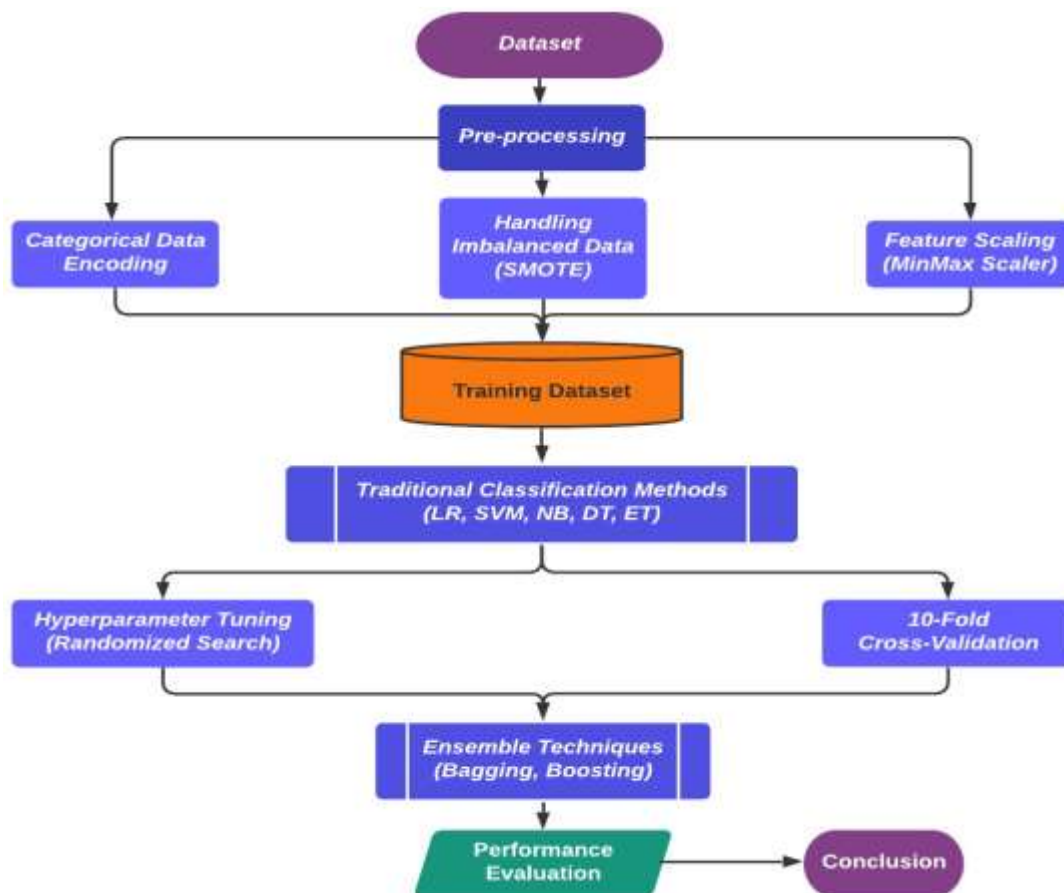 Dataset
Pre-processing
Categorical Data
Encoding
Handling
Imbalanced Data
(SMOTE)
Feature Scaling
(MinMax Scaler)
Training Dataset
Traditional Classification Methods
(LR, SVM, NB, DT, ET)
Hyperparameter Tuning
(Randomized Search)
10-Fold
Cross-Validation
Ensemble Techniques
(Bagging, Boosting)
Performance
Evaluation
Conclusion